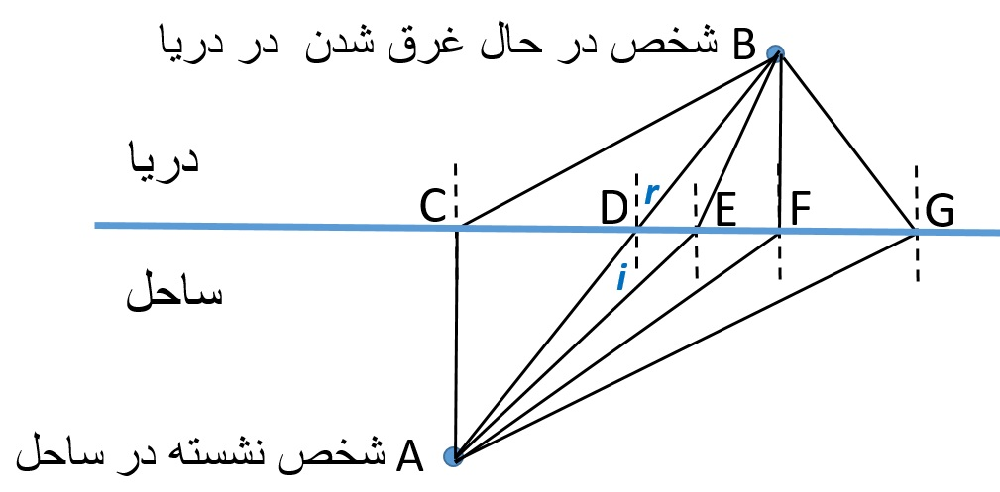 شخص در حال غرق شدن در دریا B
دریا
C D r E F G
i
ساحل
شخص نشسته در ساحل A